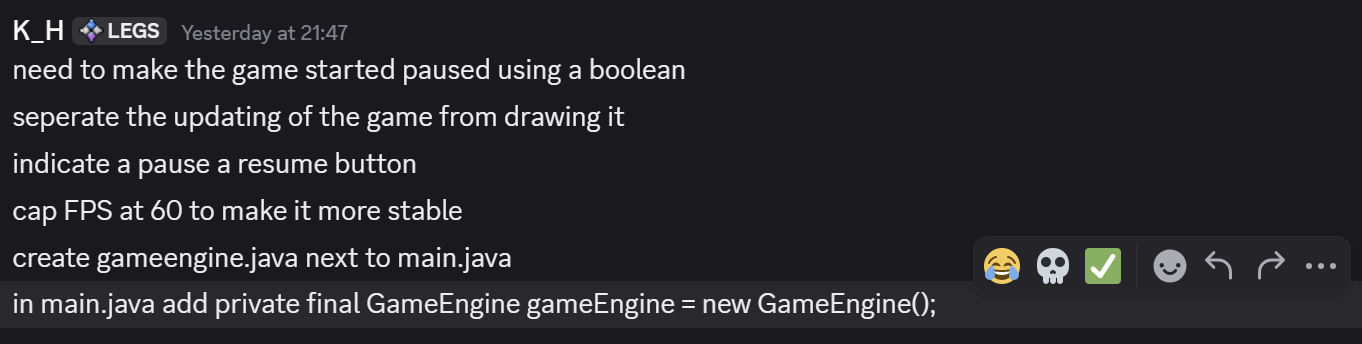 K_H LEGS Yesterday at 21:47
need to make the game started paused using a boolean
seperate the updating of the game from drawing it
indicate a pause a resume button
cap FPS at 60 to make it more stable
create gameengine.java next to main.java
in main.java add private final GameEngine gameEngine = new GameEngine();